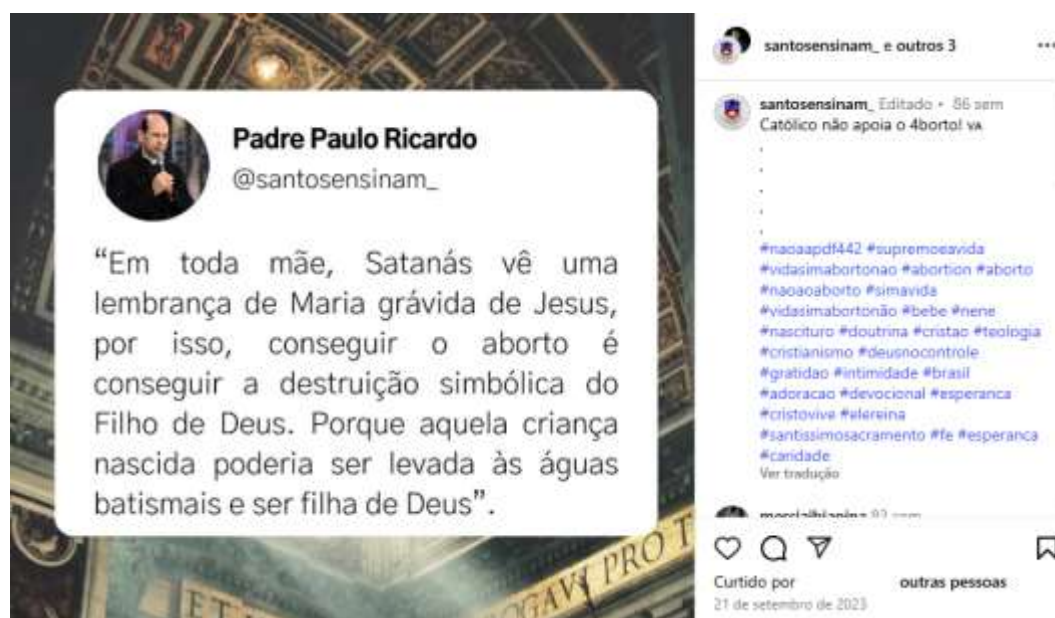 Padre Paulo Ricardo
@santosensinam_
“Em toda mãe, Satanás vê uma
lembrança de Maria grávida de Jesus,
por isso, conseguir o aborto é
conseguir a destruição simbólica do
Filho de Deus. Porque aquela criança
nascida poderia ser levada às águas
batismais e ser filha de Deus”.
ET
ROGAVI PRO T
santosensinam_ e outros 3
santosensinam_ Editado • 86 sem
Católico não apoia o 4borto! VA
.
.
.
.
.
#naoaapdf442 #supremoeavida
#vidasimabortonao #abortion #aborto
#naoaoaborto #simavida
#vidasimabortonão #bebe #nene
#nascituro #doutrina #cristao #teologia
#cristianismo #deusnocontrole
#gratidao #intimidade #brasil
#adoracao #devocional #esperanca
#cristovive #elereina
#santissimosacramento #fe #esperanca
#caridade
Ver tradução
Curtido por outras pessoas
21 de setembro de 2023